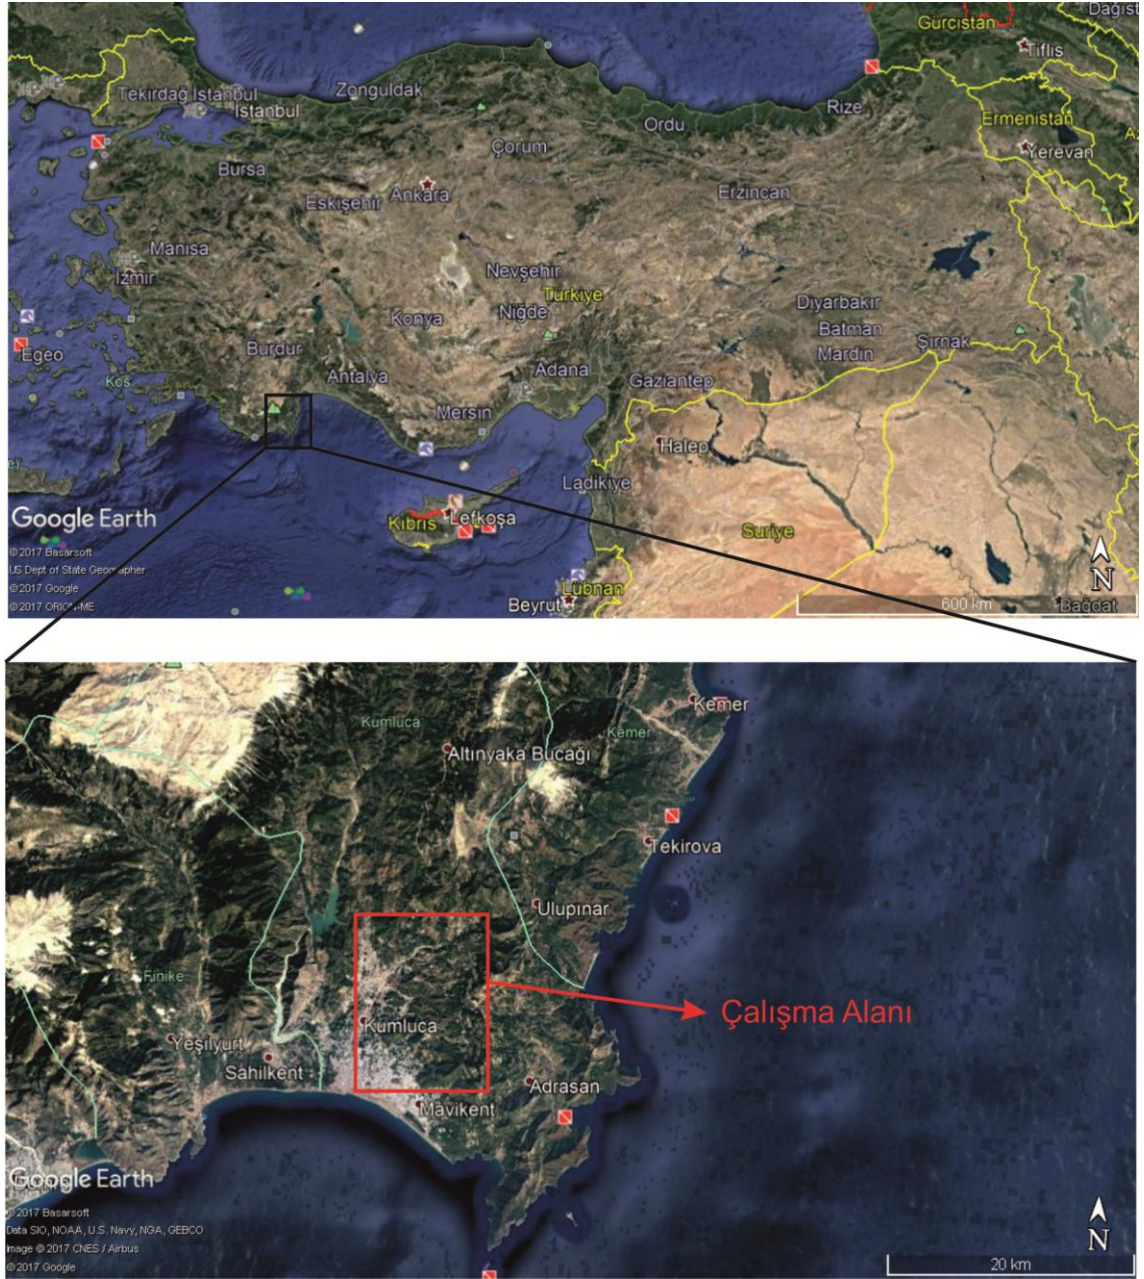 Gürcistan
Dağıst
Tiflis
Tekirdağ İstanbul
İstanbul
Zonguldak
Rize
Ordu
Ermenistan
Yerevan
Çorum
Bursa
Ankara
Eskişehir
Erzincan
Manisa
İzmir
Nevşehir
Türkiye
Niğde
Konya
Diyarbakır
Batman
Mardin
Şırnak
Egeo
Burdur
Kos
Antalya
Adana
Gaziantep
Mersin
Halep
Ladikiye
Google Earth
Kıbrıs
Lefkoşa
Suriye
©2017 Basarsoft
US Dept of State Geographer
©2017 Google
©2017 ORION-ME
Lübnan
Beyrut
N
600 km
Bağdat
Kemer
Kumluca
Kemer
Altınyaka Bucağı
Tekirova
Ulupınar
Finike
Çalışma Alanı
Kumluca
Yeşilyurt
Sahilkent
Adrasan
Mavikent
Google Earth
©2017 Basarsoft
Data SIO, NOAA, U.S. Navy, NGA, GEBCO
Image © 2017 CNES / Airbus
©2017 Google
N
20 km